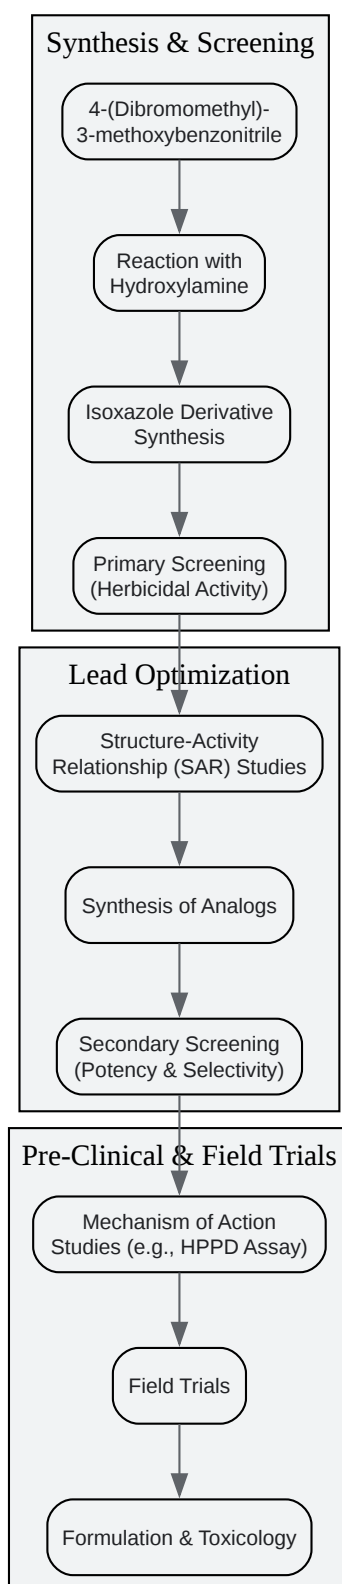 Synthesis & Screening
4-(Dibromomethyl)-
3-methoxybenzonitrile
Reaction with
Hydroxylamine
Isoxazole Derivative
Synthesis
Primary Screening
(Herbicidal Activity)
Lead Optimization
Structure-Activity
Relationship (SAR) Studies
Synthesis of Analogs
Secondary Screening
(Potency & Selectivity)
Pre-Clinical & Field Trials
Mechanism of Action
Studies (e.g., HPPD Assay)
Field Trials
Formulation & Toxicology